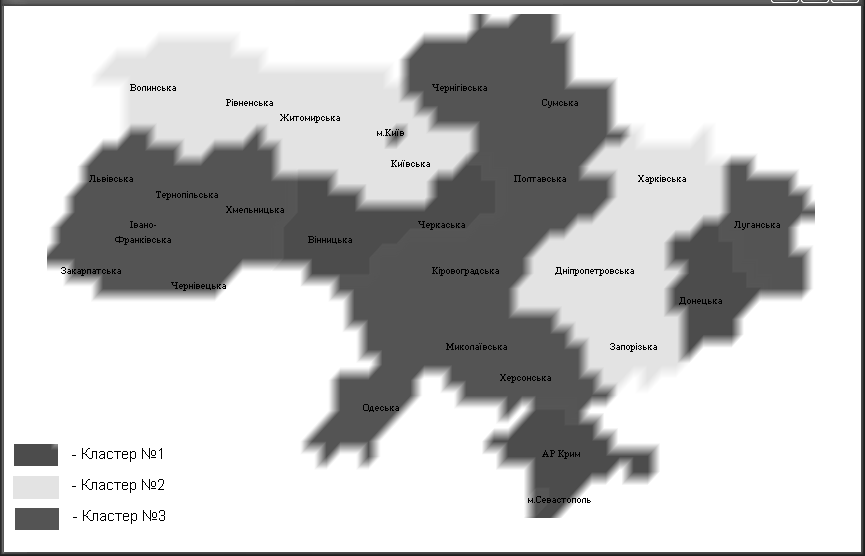 Волинська
Рівненська
Житомирська
Чернігівська
Сумська
м.Київ
Київська
Харківська
Львівська
Тернопільська
Хмельницька
Полтавська
Івано-
Франківська
Вінницька
Черкаська
Луганська
Закарпатська
Чернівецька
Кіровоградська
Дніпропетровська
Донецька
Миколаївська
Запорізька
Херсонська
Одеська
АР Крим
м.Севастополь
- Кластер №1
- Кластер №2
- Кластер №3